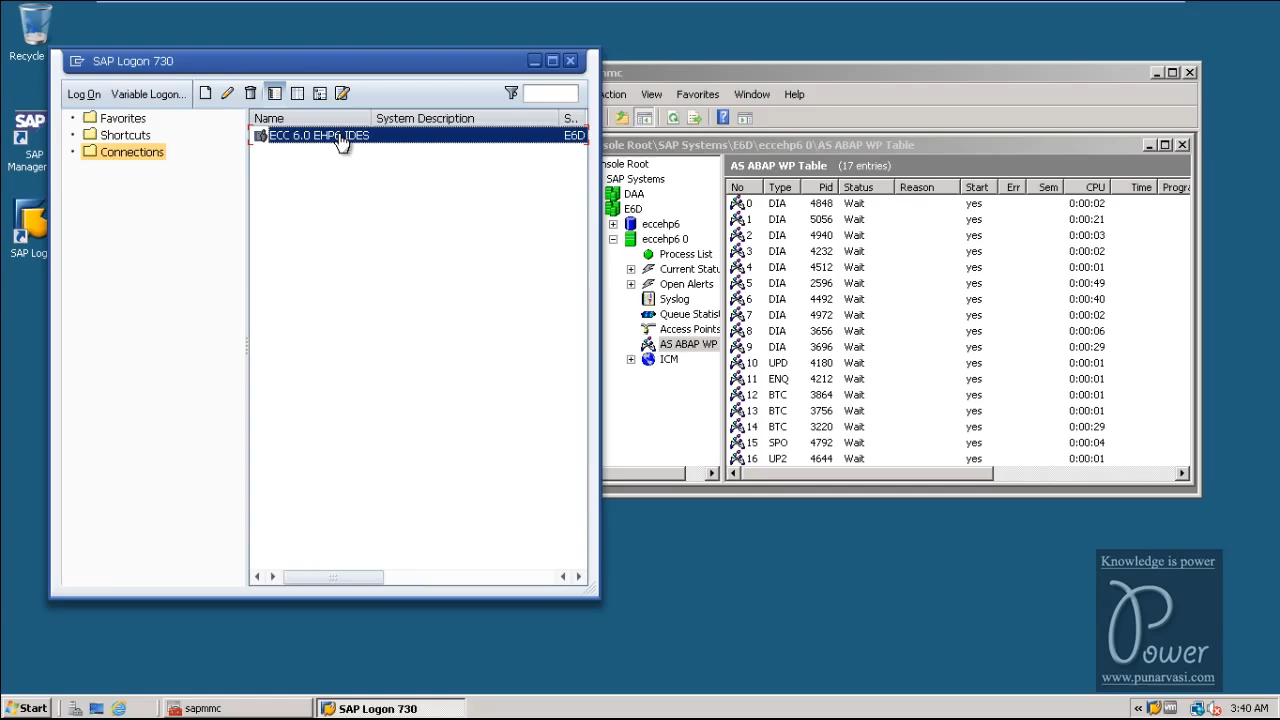 Recycle
SAP
SAP
Manager
SAP Log
SAP Logon 730
Log On
Variable Logon...
Favorites
Shortcuts
Connections
Name
System Description
S..
ECC 6.0 EHP6 IDES
E6D
mmc
ction
View
Favorites
Window
Help
sole Root\SAP Systems\E6D\eccehp6 0\AS ABAP WP Table
nsole Root
SAP Systems
DAA
E6D
eccehp6
eccehp6 0
Process List
Current Statu
Open Alerts
Syslog
Queue Statist
Access Points
AS ABAP WP
ICM
AS ABAP WP Table (17 entries)
No Type Pid Status Reason Start Err Sem CPU Time Progra
0 DIA 4848 Wait yes 0:00:02
1 DIA 5056 Wait yes 0:00:21
2 DIA 4940 Wait yes 0:00:03
3 DIA 4232 Wait yes 0:00:02
4 DIA 4512 Wait yes 0:00:01
5 DIA 2596 Wait yes 0:00:49
6 DIA 4492 Wait yes 0:00:40
7 DIA 4972 Wait yes 0:00:02
8 DIA 3656 Wait yes 0:00:06
9 DIA 3696 Wait yes 0:00:29
10 UPD 4180 Wait yes 0:00:01
11 ENQ 4212 Wait yes 0:00:01
12 BTC 3864 Wait yes 0:00:01
13 BTC 3756 Wait yes 0:00:01
14 BTC 3220 Wait yes 0:00:29
15 SPO 4792 Wait yes 0:00:04
16 UP2 4644 Wait yes 0:00:01
Knowledge is power
Power
www.punarvasi.com
Start
sapmmc
SAP Logon 730
«
3:40 AM